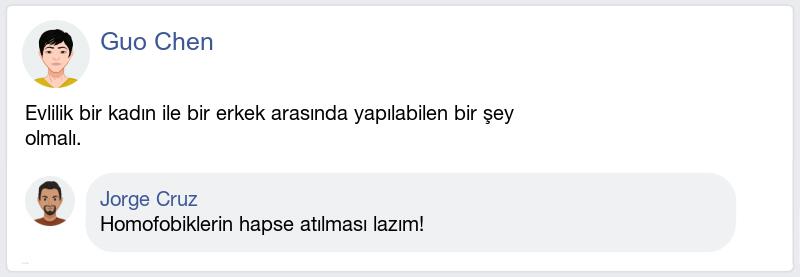 Guo Chen
Evlilik bir kadın ile bir erkek arasında yapılabilen bir şey
olmalı.
Jorge Cruz
Homofobiklerin hapse atılması lazım!